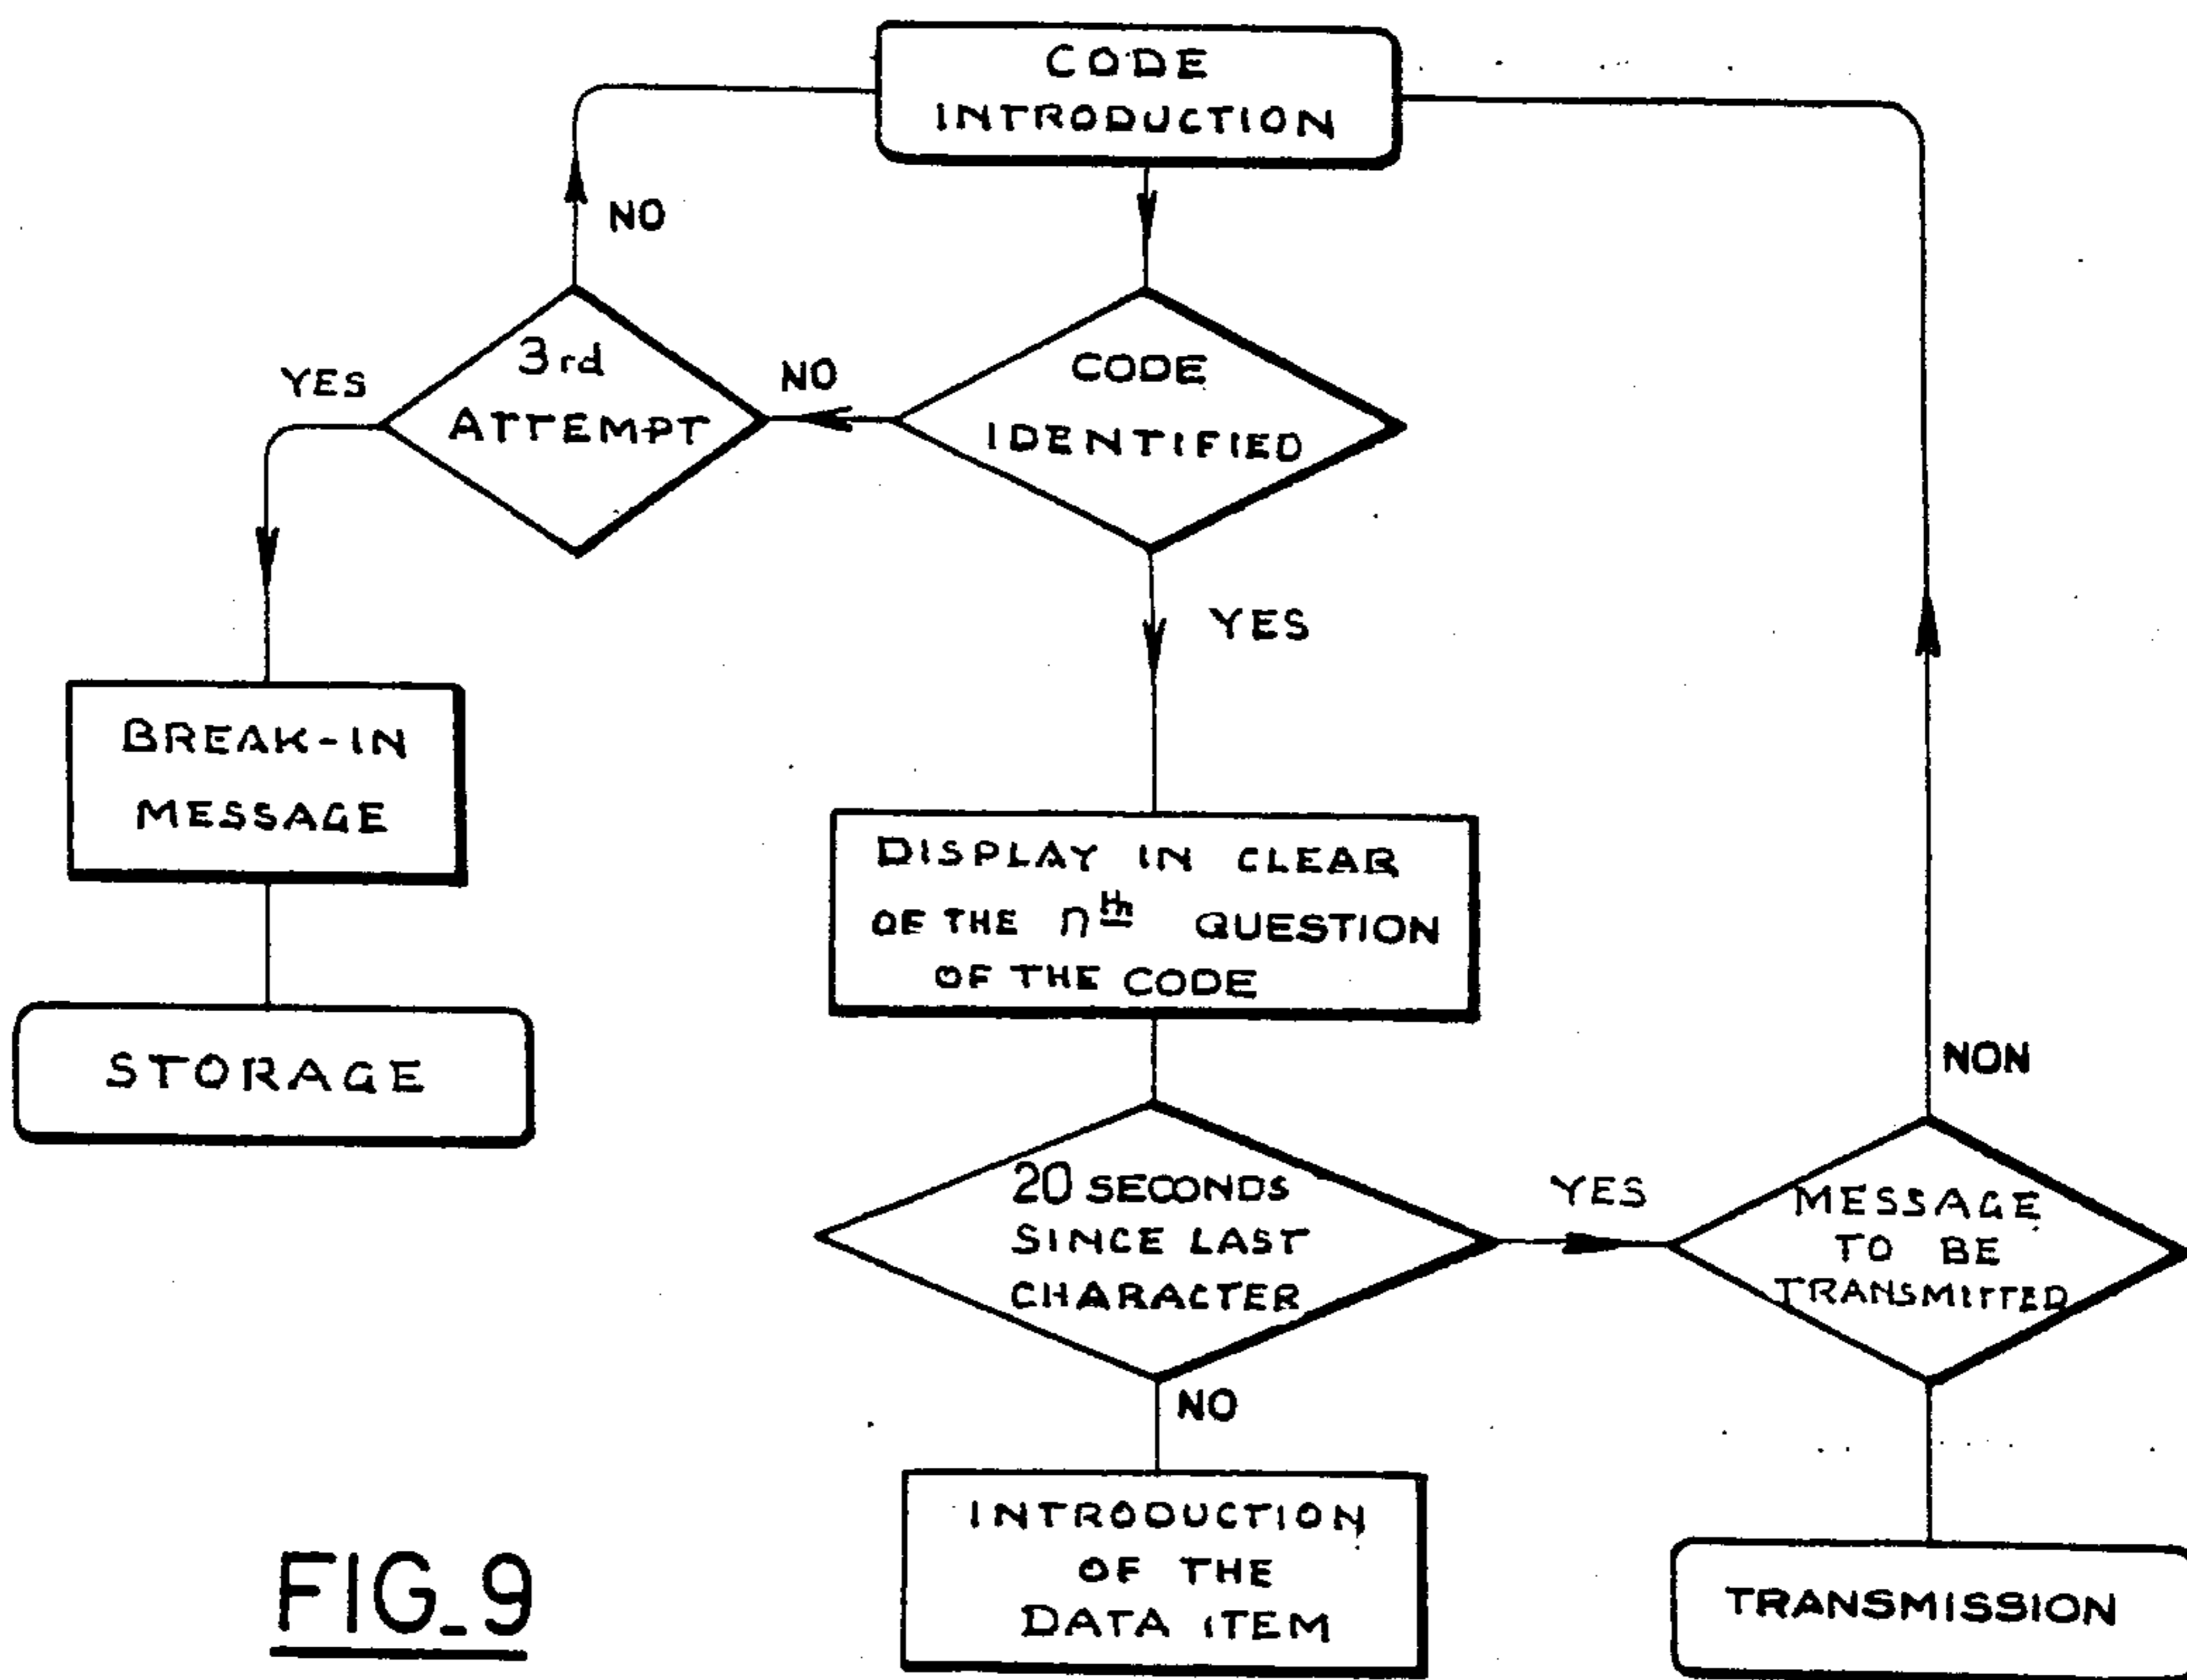 CODE
INTRODUCTION
NO
3rd
ATTEMPT
YES
NO
CODE
IDENTIFIED
YES
BREAK-IN
MESSAGE
STORAGE
DISPLAY IN CLEAR
OF THE nth QUESTION
OF THE CODE
20 SECONDS
SINCE LAST
CHARACTER
YES
NO
NON
MESSAGE
TO BE
TRANSMITTED
INTRODUCTION
OF THE
DATA ITEM
TRANSMISSION
FIG_9